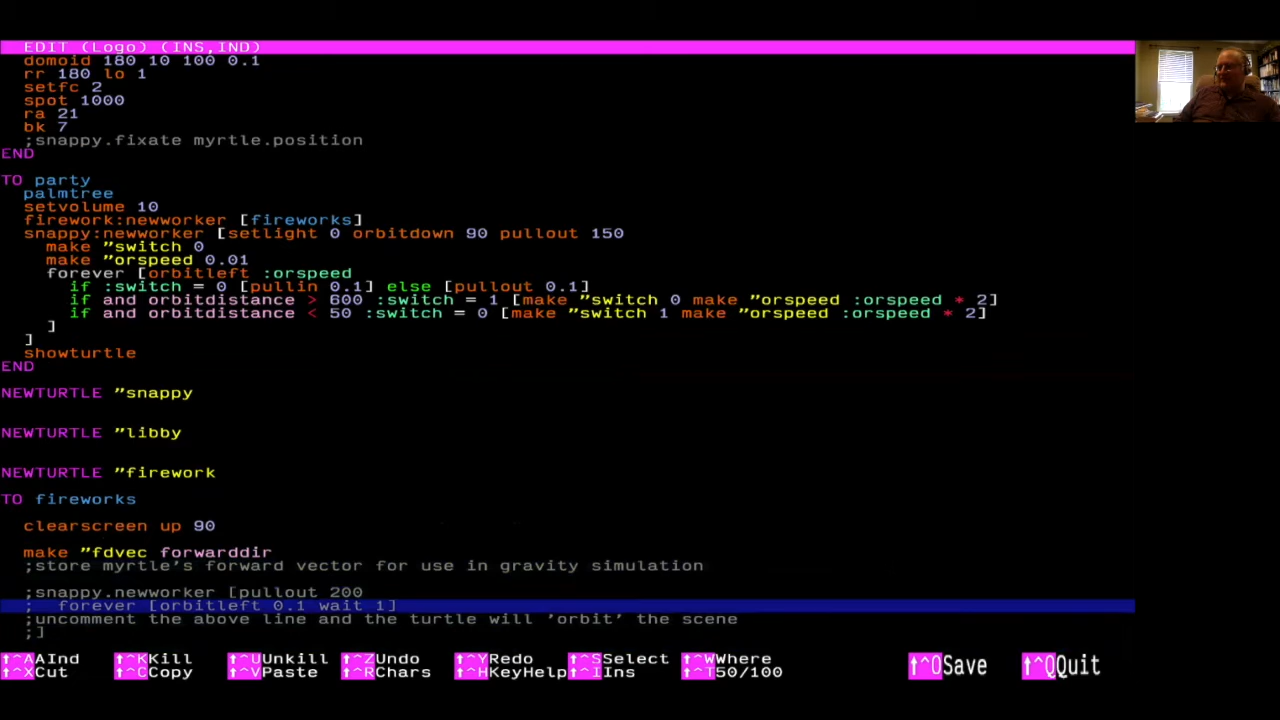 EDIT (Logo) (INS,IND)
domoid 180 10 100 0.1
rr 180 lo 1
setfc 2
spot 1000
ra 21
bk 7
;snappy.fixate myrtle.position
END
TO party
palmtree
setvolume 10
firework:newworker [fireworks]
snappy:newworker [setlight 0 orbitdown 90 pullout 150
make "switch 0
make "orspeed 0.01
forever [orbitleft :orspeed
if :switch = 0 [pullin 0.1] else [pullout 0.1]
if and orbitdistance > 600 :switch = 1 [make "switch 0 make "orspeed :orspeed * 2]
if and orbitdistance < 50 :switch = 0 [make "switch 1 make "orspeed :orspeed * 2]
]
]
showturtle
END
NEWTURTLE "snappy
NEWTURTLE "libby
NEWTURTLE "firework
TO fireworks
clearscreen up 90
make "fdvec forwarddir
;store myrtle's forward vector for use in gravity simulation
;snappy.newworker [pullout 200
;  forever [orbitleft 0.1 wait 1]
;uncomment the above line and the turtle will 'orbit' the scene
;]
↑^AAInd ↑^KKill ↑^UUnkill ↑^ZUndo ↑^YRedo ↑^SSelect ↑^WWhere
↑^XCut ↑^CCopy ↑^VPaste ↑^RChars ↑^HKeyHelp ↑^IIns ↑^T50/100 ↑^OSave ↑^QQuit